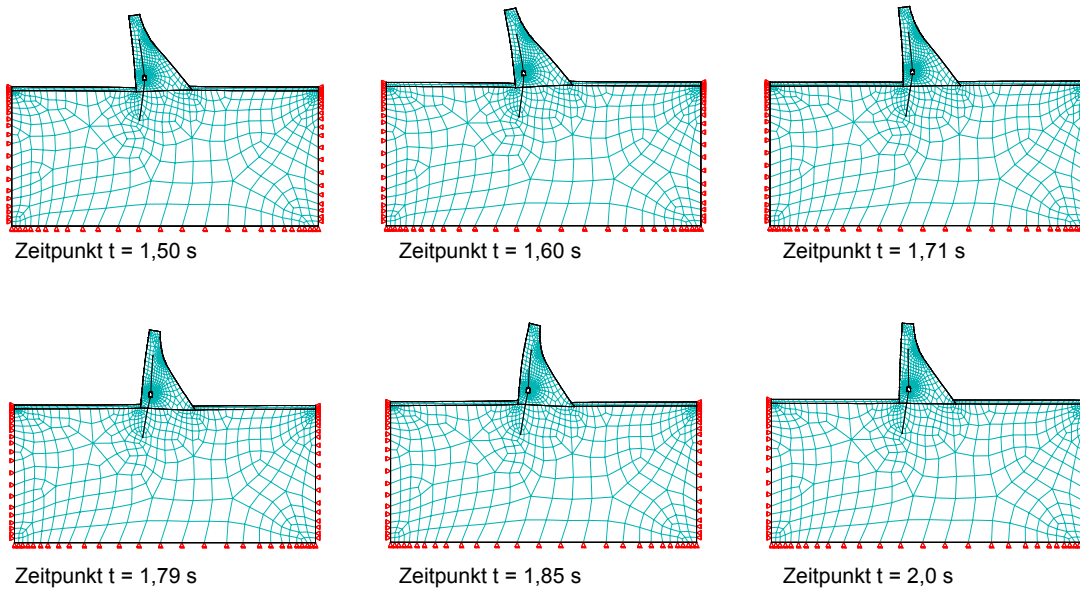 Zeitpunkt t = 1,50 s
Zeitpunkt t = 1,60 s
Zeitpunkt t = 1,71 s
Zeitpunkt t = 1,79 s
Zeitpunkt t = 1,85 s
Zeitpunkt t = 2,0 s